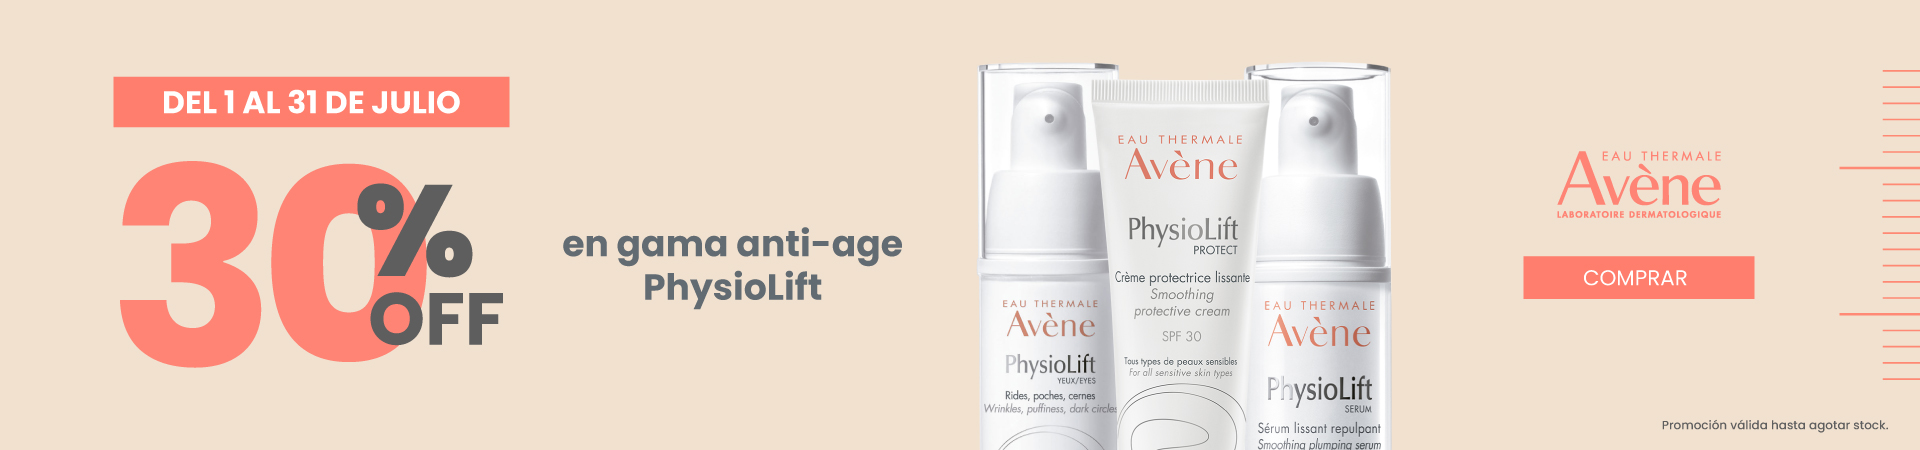 DEL 1 AL 31 DE JULIO
30%
OFF
en gama anti-age
PhysioLift
EAU THERMALE
Avène
PhysioLift
YEUX/EYES
Rides, poches, cernes
Wrinkles, puffiness, dark circles
EAU THERMALE
Avène
PhysioLift
PROTECT
Crème protectrice lissante
Smoothing
protective cream
SPF 30
Tous types de peaux sensibles
For all sensitive skin types
EAU THERMALE
Avène
PhysioLift
SERUM
Sérum lissant repulpant
Smoothing plumping serum
EAU THERMALE
Avène
LABORATOIRE DERMATOLOGIQUE
COMPRAR
Promoción válida hasta agotar stock.